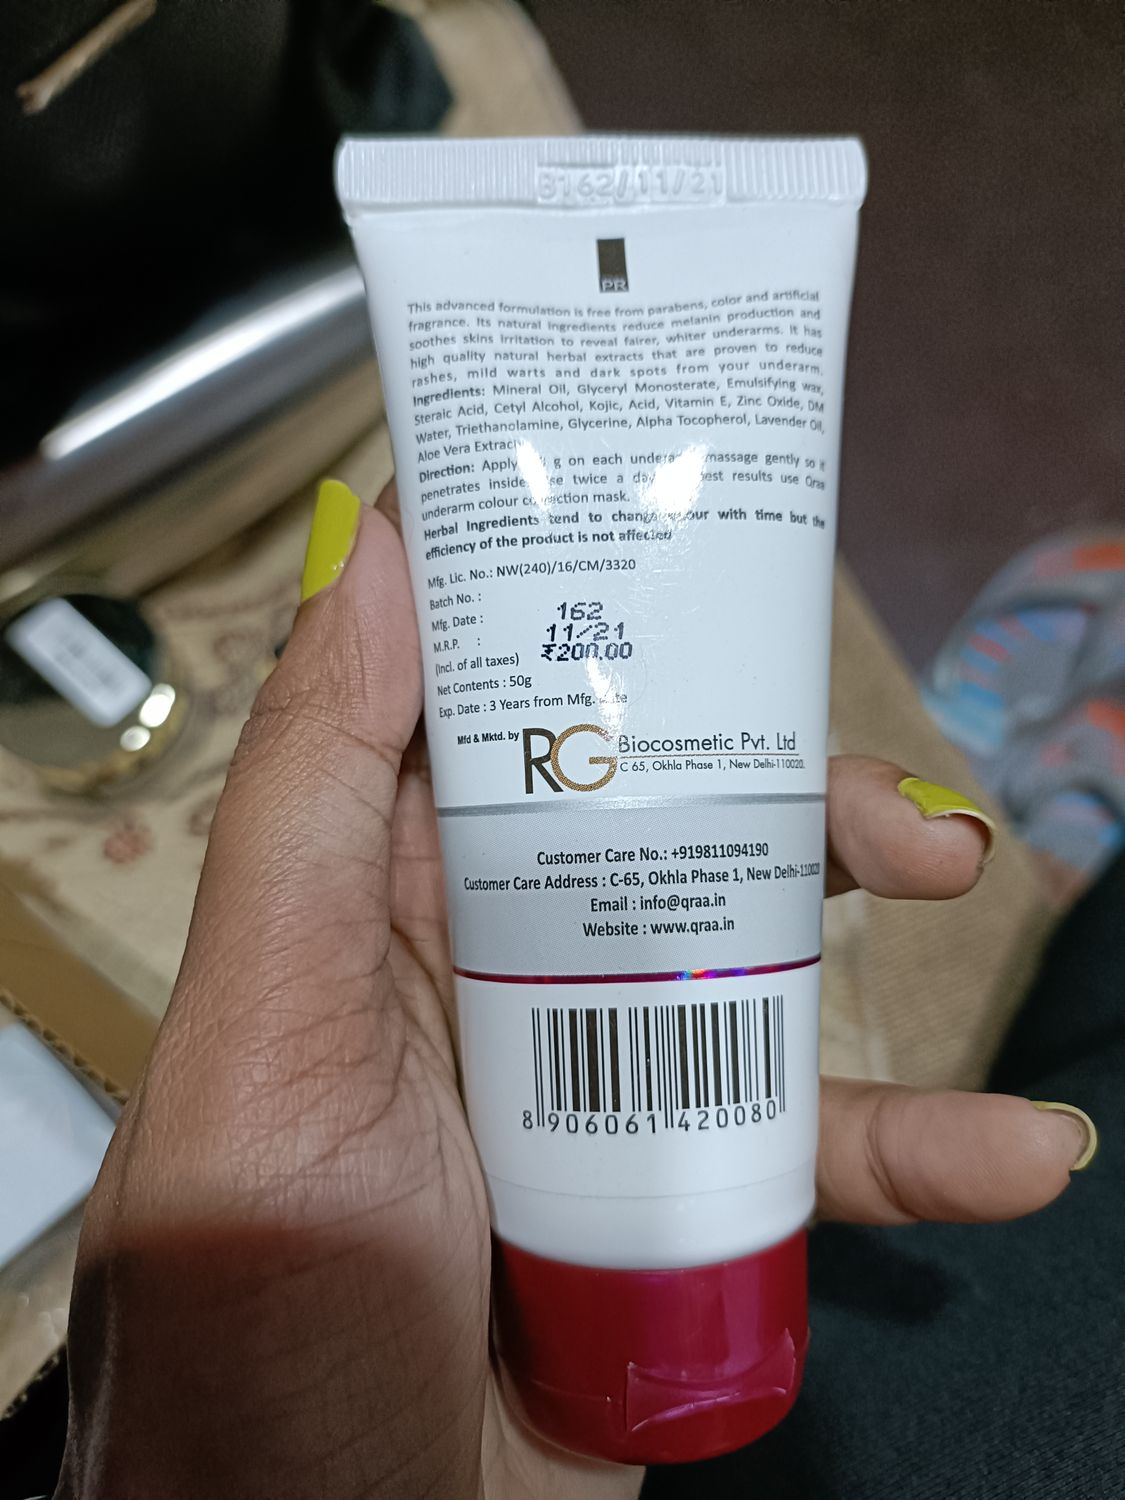 B162/11/21
PR
This advanced formulation is free from parabens, color and artificial
fragrance. Its natural ingredients reduce melanin production and
soothes skins irritation to reveal fairer, whiter underarms. It has
high quality natural herbal extracts that are proven to reduce
rashes, mild warts and dark spots from your underarm.
Ingredients: Mineral Oil, Glyceryl Monosterate, Emulsifying wax,
Steraic Acid, Cetyl Alcohol, Kojic, Acid, Vitamin E, Zinc Oxide, DM
Water, Triethanolamine, Glycerine, Alpha Tocopherol, Lavender Oil,
Aloe Vera Extract
Direction: Apply g on each massage gently so it
penetrates inside. twice a results use Qraa
underarm colour correction mask.
Herbal Ingredients tend to change with time but the
efficiency of the product is not affected
Mfg. Lic. No.: NW(240)/16/CM/3320
Batch No. : 162
Mfg. Date : 11/21
M.R.P. : ₹200.00
(Incl. of all taxes)
Net Contents : 50g
Exp. Date : 3 Years from Mfg.
Mfd & Mktd. by RG Biocosmetic Pvt. Ltd
C 65, Okhla Phase 1, New Delhi-110020.
Customer Care No.: +919811094190
Customer Care Address : C-65, Okhla Phase 1, New Delhi-110020
Email : info@qraa.in
Website : www.qraa.in
8 906061 420080